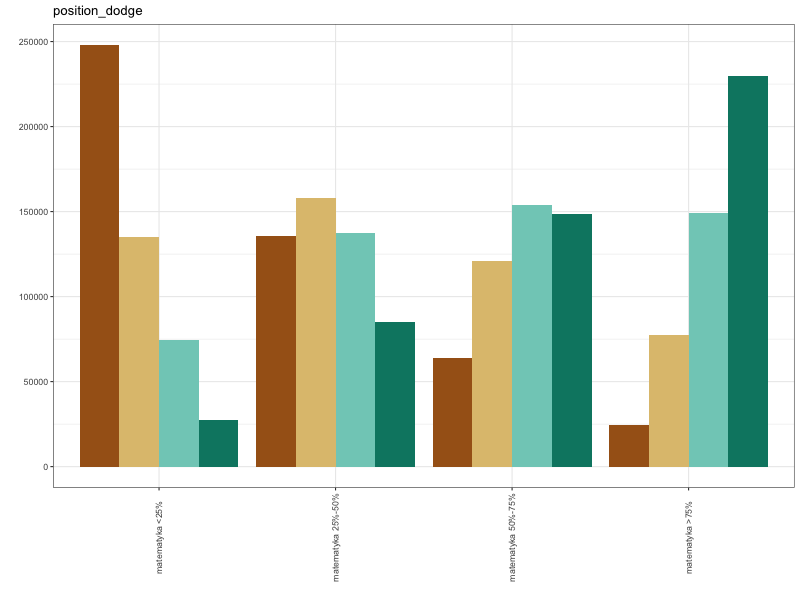 position_dodge
250000
200000
150000
100000
50000
0
matematyka <25%
matematyka 25%-50%
matematyka 50%-75%
matematyka >75%